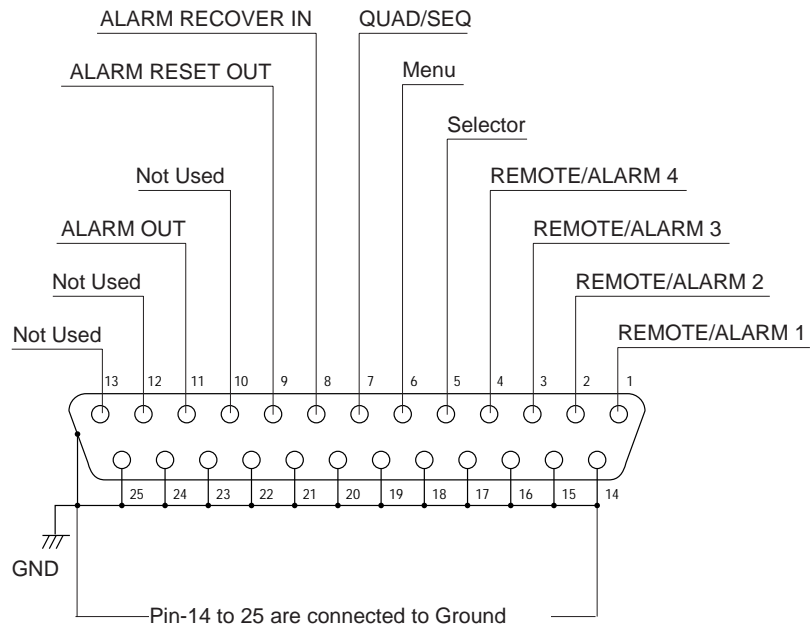 ALARM RECOVER IN QUAD/SEQ
ALARM RESET OUT Menu
Selector
Not Used REMOTE/ALARM 4
ALARM OUT REMOTE/ALARM 3
Not Used REMOTE/ALARM 2
Not Used REMOTE/ALARM 1
13 12 11 10 9 8 7 6 5 4 3 2 1
25 24 23 22 21 20 19 18 17 16 15 14
GND
Pin-14 to 25 are connected to Ground